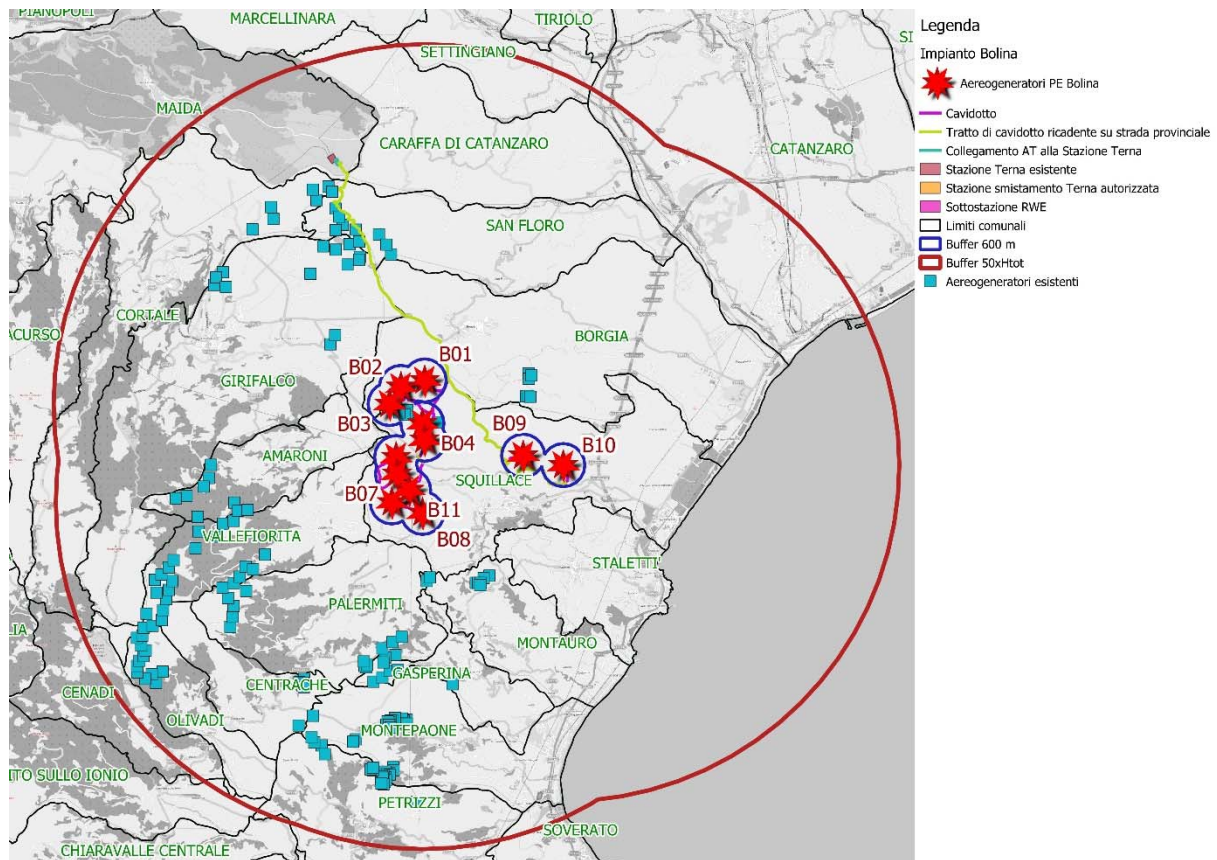 PIANOPOLI
MARCELLINARA
TIRIOLO
SI
SETTINGIANO
MAIDA
CARAFFA DI CATANZARO
CATANZARO
SAN FLORO
CORTALE
ACURSO
BORGIA
GIRIFALCO
B02
B01
B03
B04
B09
B10
AMARONI
SQUILLACE
B07
B11
B08
VALLEFIORITA
STALETTI'
PALERMITI
MONTAURO
GASPERINA
CENTRACHE
CENADI
OLIVADI
MONTEPAONE
ITO SULLO IONIO
PETRIZZI
SOVERATO
CHIARAVALLE CENTRALE
Legenda
Impianto Bolina
Aereogeneratori PE Bolina
Cavidotto
Tratto di cavidotto ricadente su strada provinciale
Collegamento AT alla Stazione Terna
Stazione Terna esistente
Stazione smistamento Terna autorizzata
Sottostazione RWE
Limiti comunali
Buffer 600 m
Buffer 50xHtot
Aereogeneratori esistenti